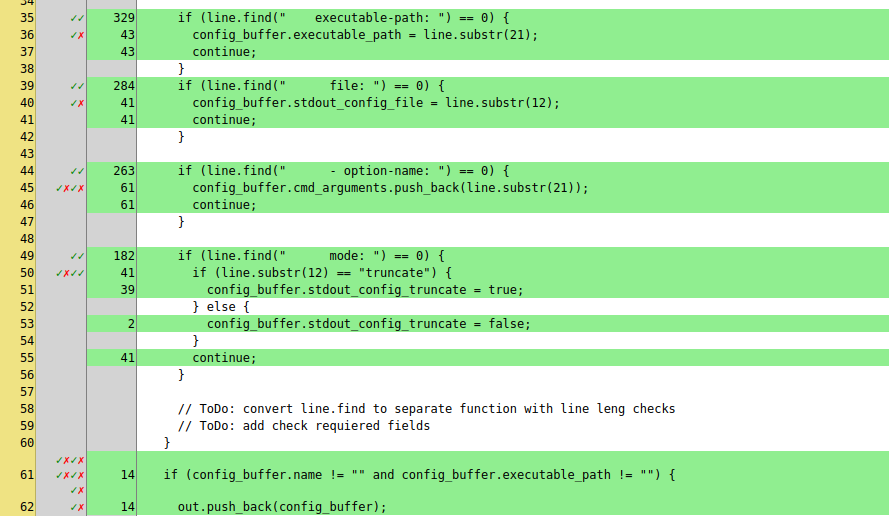 34
35 ✓✓ 329 if (line.find("    executable-path: ") == 0) {
36 ✓✗ 43 config_buffer.executable_path = line.substr(21);
37 43 continue;
38 }
39 ✓✓ 284 if (line.find("      file: ") == 0) {
40 ✓✗ 41 config_buffer.stdout_config_file = line.substr(12);
41 41 continue;
42 }
43
44 ✓✓ 263 if (line.find("      - option-name: ") == 0) {
45 ✓✗✓✗ 61 config_buffer.cmd_arguments.push_back(line.substr(21));
46 61 continue;
47 }
48
49 ✓✓ 182 if (line.find("      mode: ") == 0) {
50 ✓✗✓✓ 41 if (line.substr(12) == "truncate") {
51 39 config_buffer.stdout_config_truncate = true;
52 } else {
53 2 config_buffer.stdout_config_truncate = false;
54 }
55 41 continue;
56 }
57
58 // ToDo: convert line.find to separate function with line leng checks
59 // ToDo: add check requiered fields
60 }
✓✗✓✗
61 ✓✗✓✗ 14 if (config_buffer.name != "" and config_buffer.executable_path != "") {
✓✗
62 ✓✗ 14 out.push_back(config_buffer);